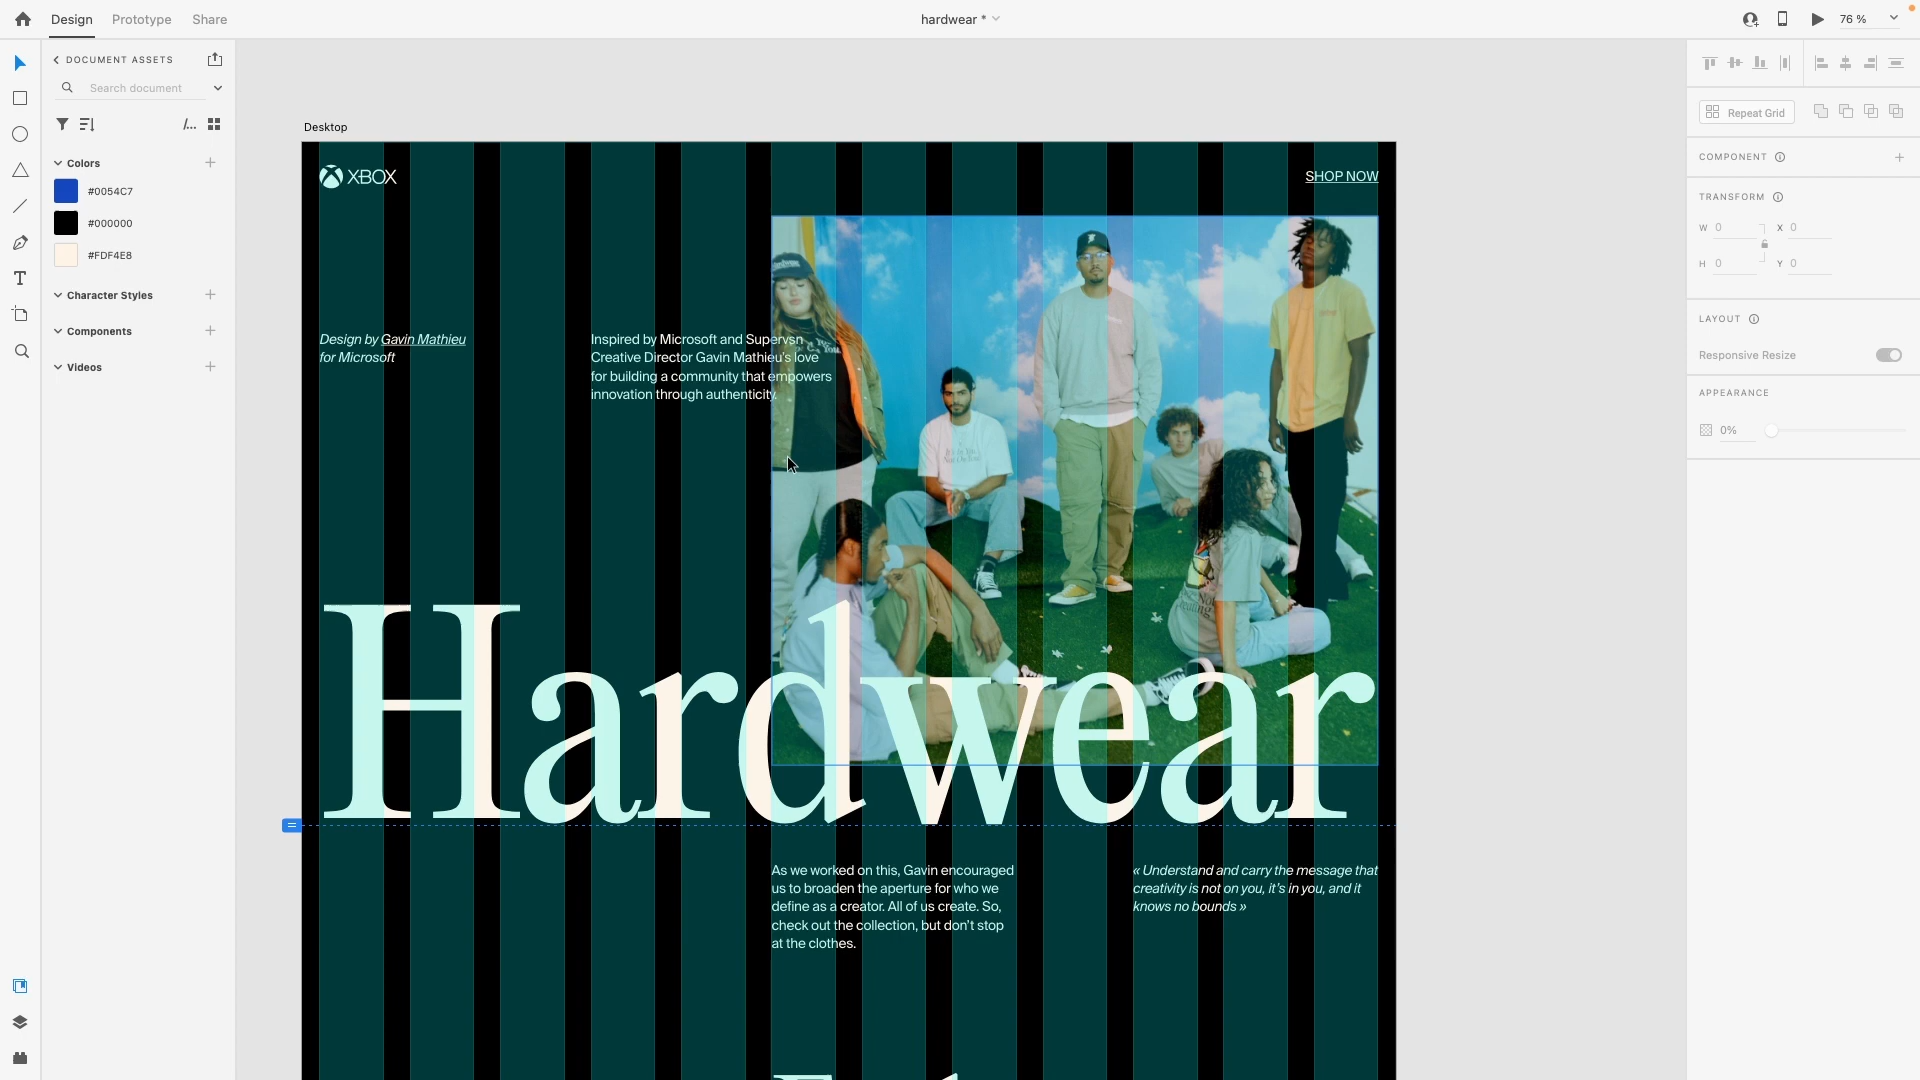 Design
Prototype
Share
hardwear *
76 %
DOCUMENT ASSETS
Search document
/...
Colors
#0054C7
#000000
#FDF4E8
Character Styles
Components
Videos
Desktop
XBOX
SHOP NOW
Design by Gavin Mathieu
for Microsoft
Inspired by Microsoft and Supervsn
Creative Director Gavin Mathieu's love
for building a community that empowers
innovation through authenticity.
Hardwear
As we worked on this, Gavin encouraged
us to broaden the aperture for who we
define as a creator. All of us create. So,
check out the collection, but don't stop
at the clothes.
« Understand and carry the message that
creativity is not on you, it's in you, and it
knows no bounds »
Repeat Grid
COMPONENT
TRANSFORM
W 0
X 0
H 0
Y 0
LAYOUT
Responsive Resize
APPEARANCE
0%